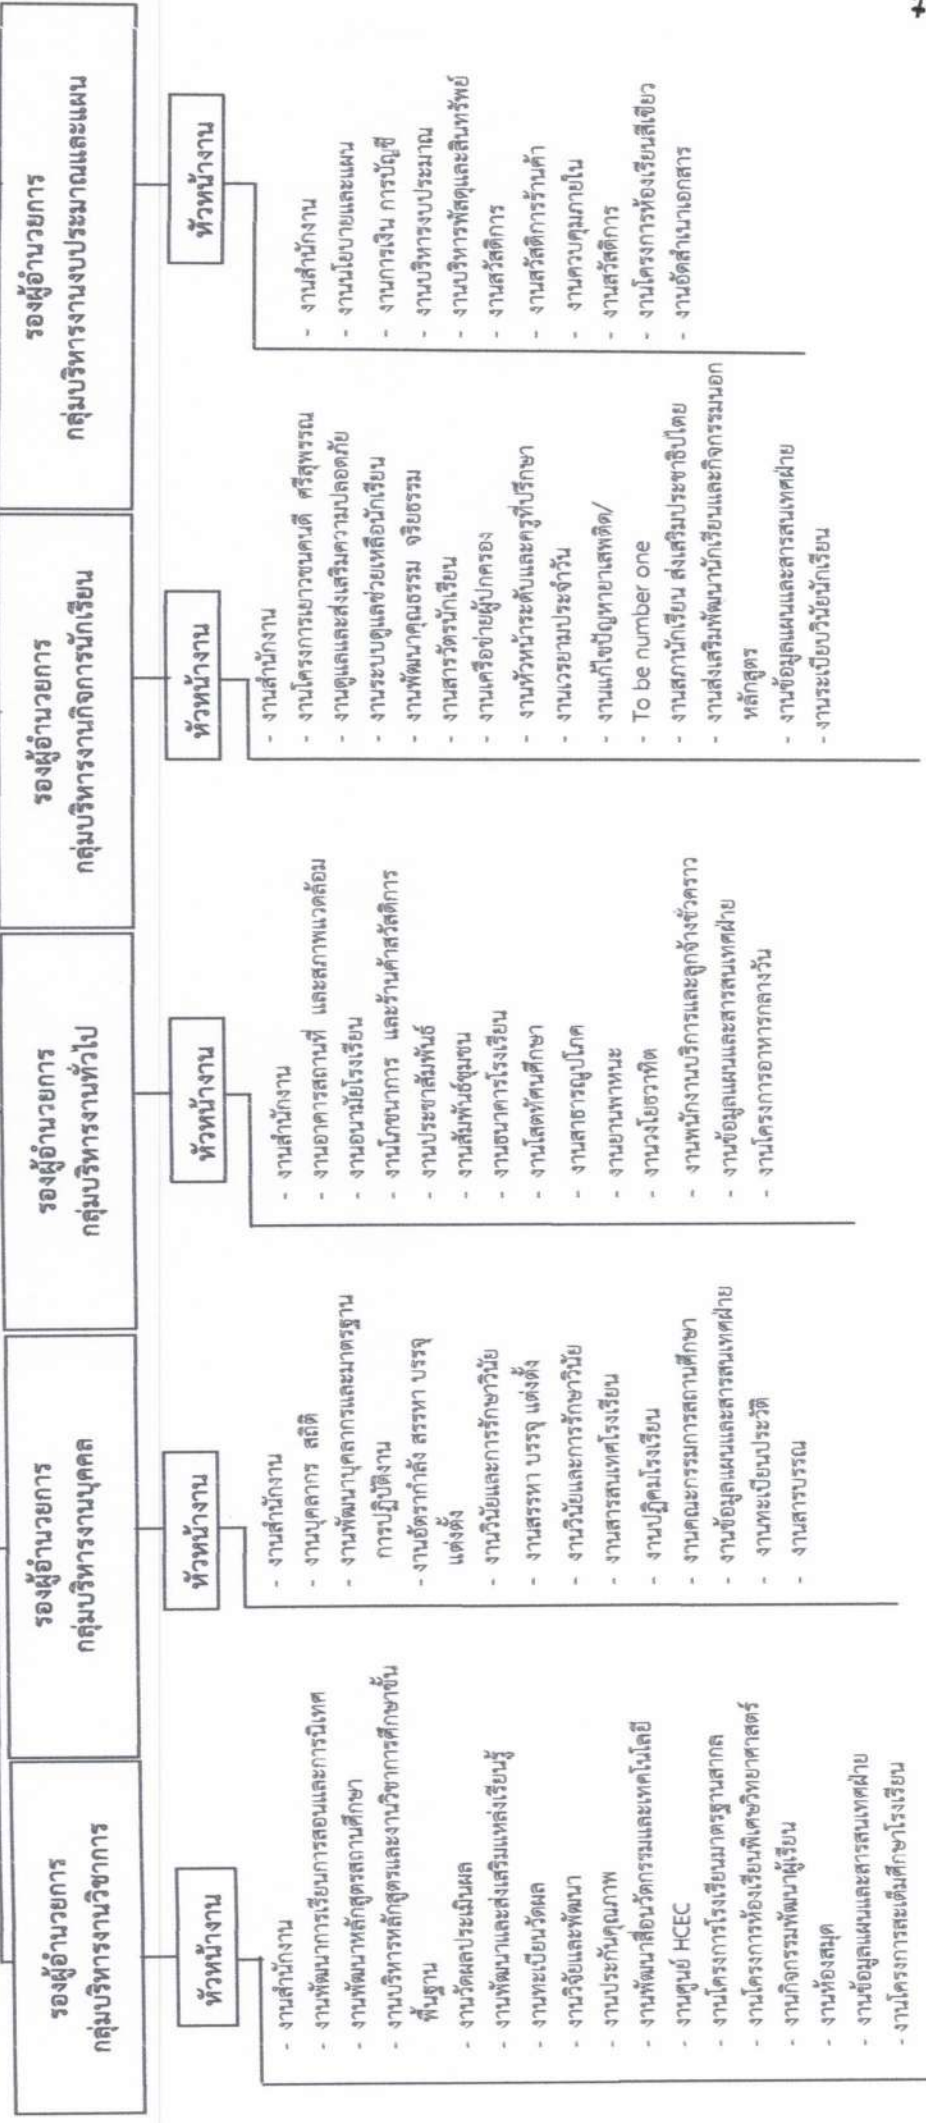 รองผู้อำนวยการ
กลุ่มบริหารงานวิชาการ
หัวหน้างาน
- งานสำนักงาน
- งานพัฒนาการเรียนการสอนและการนิเทศ
- งานพัฒนาหลักสูตรสถานศึกษา
- งานบริหารหลักสูตรและงานวิชาการศึกษาขั้น
พื้นฐาน
- งานวัดผลประเมินผล
- งานพัฒนาและส่งเสริมแหล่งเรียนรู้
- งานทะเบียนวัดผล
- งานวิจัยและพัฒนา
- งานประกันคุณภาพ
- งานพัฒนาสื่อนวัตกรรมและเทคโนโลยี
- งานศูนย์ HCEC
- งานโครงการโรงเรียนมาตรฐานสากล
- งานโครงการห้องเรียนพิเศษวิทยาศาสตร์
- งานกิจกรรมพัฒนาผู้เรียน
- งานห้องสมุด
- งานข้อมูลแผนและสารสนเทศฝ่าย
- งานโครงการสะเต็มศึกษาโรงเรียน
รองผู้อำนวยการ
กลุ่มบริหารงานบุคคล
หัวหน้างาน
- งานสำนักงาน
- งานบุคลากร สถิติ
- งานพัฒนาบุคลากรและมาตรฐาน
การปฏิบัติงาน
- งานอัตรากำลัง สรรหา บรรจุ
แต่งตั้ง
- งานวินัยและการรักษาวินัย
- งานสรรหา บรรจุ แต่งตั้ง
- งานวินัยและการรักษาวินัย
- งานสารสนเทศโรงเรียน
- งานปฏิคมโรงเรียน
- งานคณะกรรมการสถานศึกษา
- งานข้อมูลแผนและสารสนเทศฝ่าย
- งานทะเบียนประวัติ
- งานสารบรรณ
รองผู้อำนวยการ
กลุ่มบริหารงานทั่วไป
หัวหน้างาน
- งานสำนักงาน
- งานอาคารสถานที่ และสภาพแวดล้อม
- งานอนามัยโรงเรียน
- งานโภชนาการ และร้านค้าสวัสดิการ
- งานประชาสัมพันธ์
- งานสัมพันธ์ชุมชน
- งานธนาคารโรงเรียน
- งานโสตทัศนศึกษา
- งานสาธารณูปโภค
- งานยานพาหนะ
- งานวงโยธวาทิต
- งานพนักงานบริการและลูกจ้างชั่วคราว
- งานข้อมูลแผนและสารสนเทศฝ่าย
- งานโครงการอาหารกลางวัน
รองผู้อำนวยการ
กลุ่มบริหารงานกิจการนักเรียน
หัวหน้างาน
- งานสำนักงาน
- งานโครงการเยาวชนคนดี ศรีสุพรรณ
- งานดูแลและส่งเสริมความปลอดภัย
- งานระบบดูแลช่วยเหลือนักเรียน
- งานพัฒนาคุณธรรม จริยธรรม
- งานสารวัตรนักเรียน
- งานเครือข่ายผู้ปกครอง
- งานหัวหน้าระดับและครูที่ปรึกษา
- งานเวรยามประจำวัน
- งานแก้ไขปัญหายาเสพติด/
- To be number one
- งานสภานักเรียน ส่งเสริมประชาธิปไตย
- งานส่งเสริมพัฒนานักเรียนและกิจกรรมนอก
หลักสูตร
- งานข้อมูลแผนและสารสนเทศฝ่าย
- งานระเบียบวินัยนักเรียน
รองผู้อำนวยการ
กลุ่มบริหารงานงบประมาณและแผน
หัวหน้างาน
- งานสำนักงาน
- งานนโยบายและแผน
- งานการเงิน การบัญชี
- งานบริหารงบประมาณ
- งานบริหารพัสดุและสินทรัพย์
- งานสวัสดิการ
- งานสวัสดิการร้านค้า
- งานควบคุมภายใน
- งานสวัสดิการ
- งานโครงการห้องเรียนสีเขียว
- งานอัดสำเนาเอกสาร